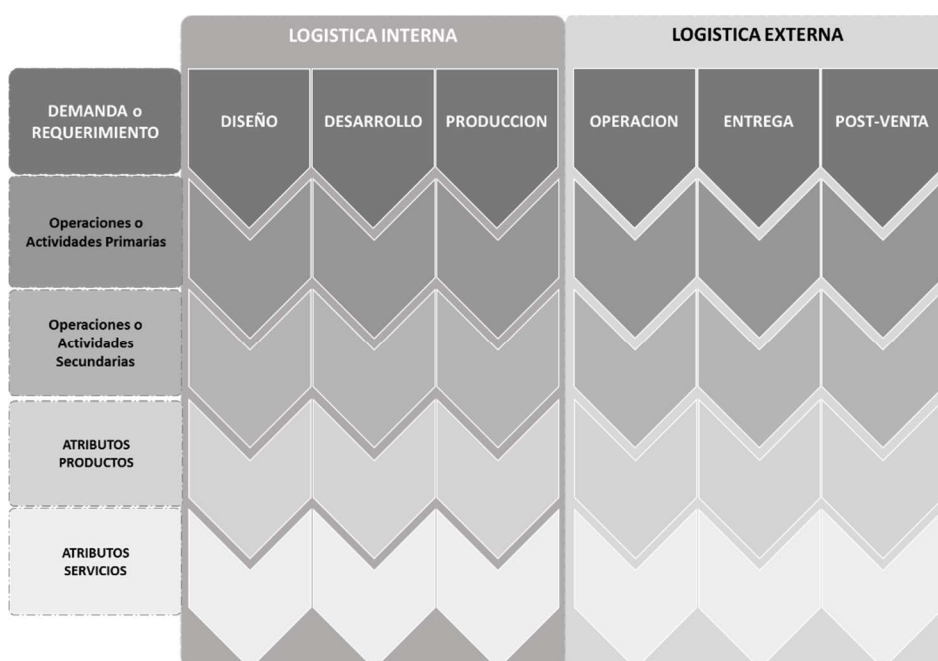 LOGISTICA INTERNA
LOGISTICA EXTERNA
DEMANDA o
REQUERIMIENTO
DISEÑO
DESARROLLO
PRODUCCION
OPERACION
ENTREGA
POST-VENTA
Operaciones o
Actividades Primarias
Operaciones o
Actividades
Secundarias
ATRIBUTOS
PRODUCTOS
ATRIBUTOS
SERVICIOS